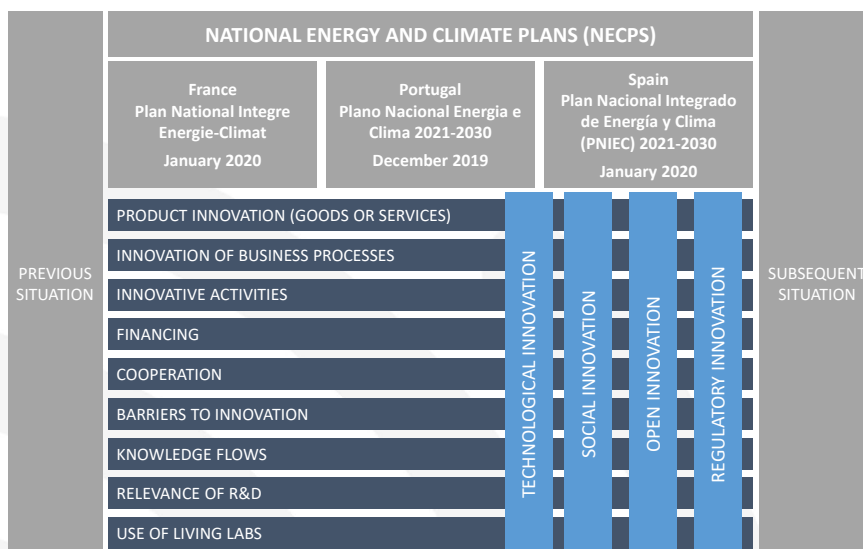 NATIONAL ENERGY AND CLIMATE PLANS (NECPS)
France
Plan National Integre
Energie-Climat
January 2020
Portugal
Plano Nacional Energia e
Clima 2021-2030
December 2019
Spain
Plan Nacional Integrado
de Energía y Clima
(PNIEC) 2021-2030
January 2020
PREVIOUS
SITUATION
PRODUCT INNOVATION (GOODS OR SERVICES)
INNOVATION OF BUSINESS PROCESSES
INNOVATIVE ACTIVITIES
FINANCING
COOPERATION
BARRIERS TO INNOVATION
KNOWLEDGE FLOWS
RELEVANCE OF R&D
USE OF LIVING LABS
TECHNOLOGICAL INNOVATION
SOCIAL INNOVATION
OPEN INNOVATION
REGULATORY INNOVATION
SUBSEQUENT
SITUATION